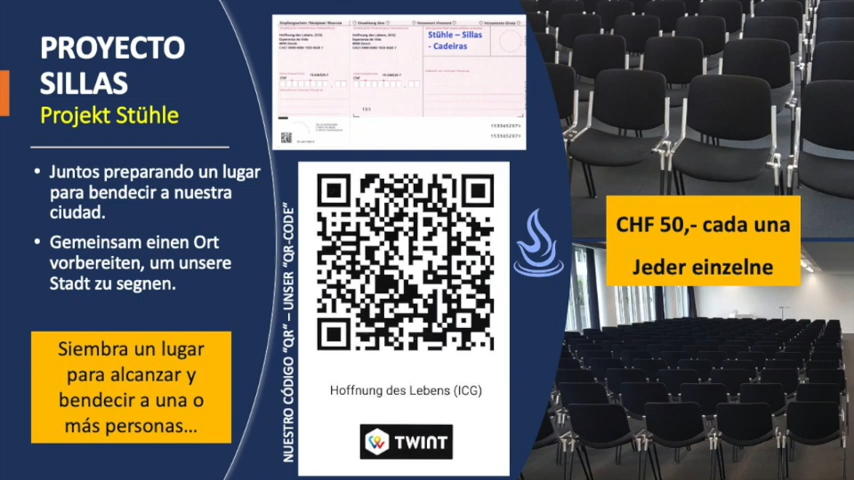 PROYECTO
SILLAS
Projekt Stühle
• Juntos preparando un lugar
para bendecir a nuestra
ciudad.
• Gemeinsam einen Ort
vorbereiten, um unsere
Stadt zu segnen.
Siembra un lugar
para alcanzar y
bendecir a una o
más personas...
Stühle – Sillas
- Cadeiras
NUESTRO CÓDIGO "QR" – UNSER "QR-CODE"
Hoffnung des Lebens (ICG)
TWINT
CHF 50,- cada una
Jeder einzelne